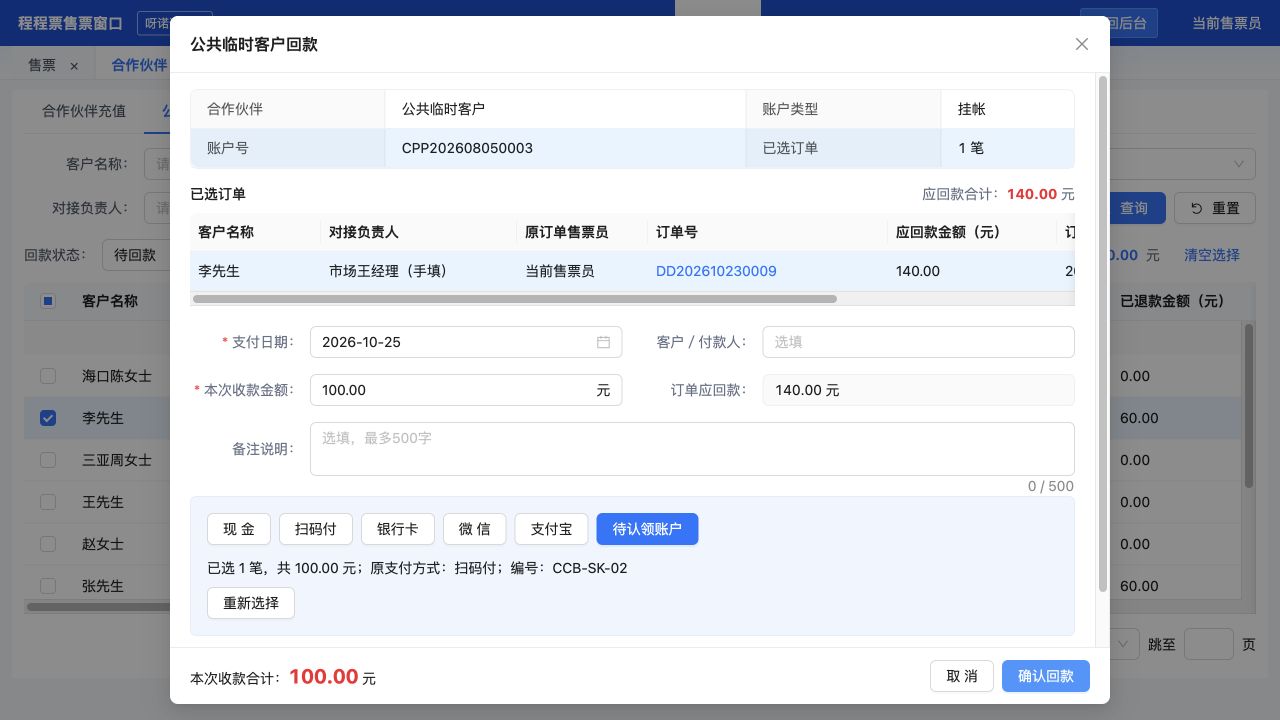 程程票售票窗口
呀诺
回后台
当前售票员
售票 ×
合作伙伴
合作伙伴充值
客户名称：
对接负责人：
查询
重置
回款状态：
待回款
0.00 元
清空选择
客户名称
已退款金额（元）
海口陈女士
0.00
李先生
60.00
三亚周女士
0.00
王先生
0.00
赵女士
0.00
张先生
60.00
跳至
页
公共临时客户回款
合作伙伴
公共临时客户
账户类型
挂帐
账户号
CPP202608050003
已选订单
1 笔
已选订单
应回款合计：140.00 元
客户名称
对接负责人
原订单售票员
订单号
应回款金额（元）
李先生
市场王经理（手填）
当前售票员
DD202610230009
140.00
* 支付日期：
2026-10-25
客户 / 付款人：
选填
* 本次收款金额：
100.00
元
订单应回款：
140.00 元
备注说明：
选填，最多500字
0 / 500
现 金
扫码付
银行卡
微 信
支付宝
待认领账户
已选 1 笔，共 100.00 元；原支付方式：扫码付；编号：CCB-SK-02
重新选择
本次收款合计：100.00 元
取 消
确认回款